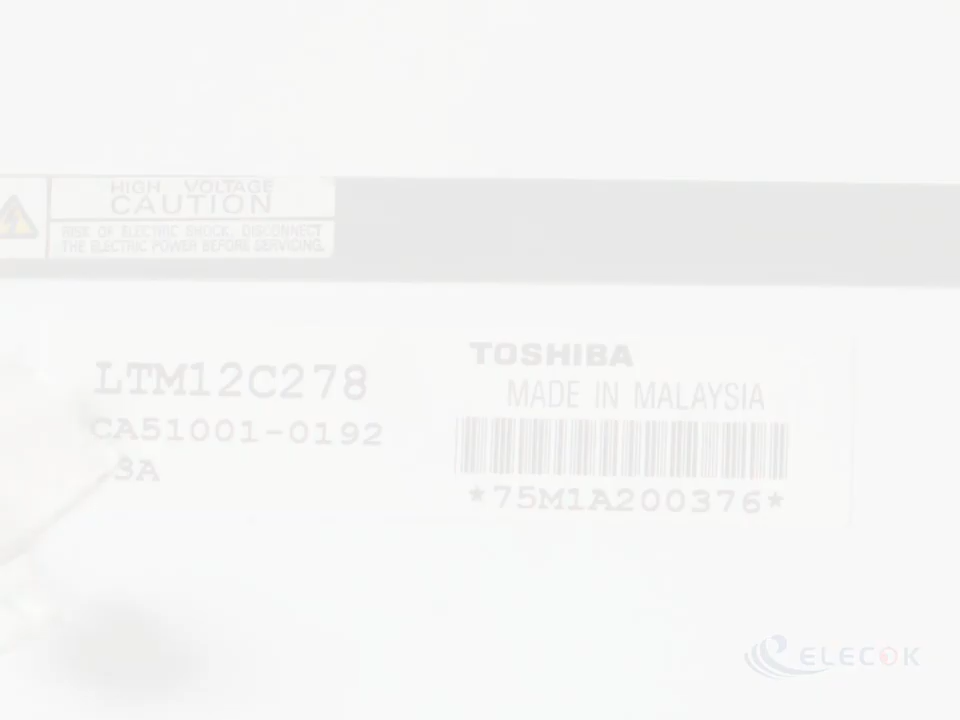 HIGH VOLTAGE
CAUTION
RISK OF ELECTRIC SHOCK. DISCONNECT
THE ELECTRIC POWER BEFORE SERVICING.
LTM12C278
CA51001-0192
3A
TOSHIBA
MADE IN MALAYSIA
*75M1A200376*
ELECOK